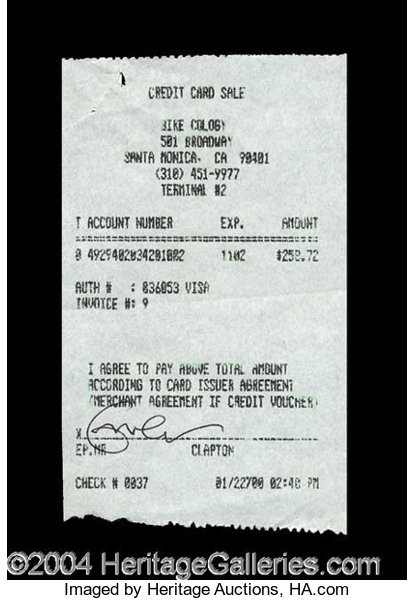 CREDIT CARD SALE
BIKE COLOGY
501 BROADWAY
SANTA MONICA, CA 90401
(310) 451-9977
TERMINAL #2
T ACCOUNT NUMBER EXP. AMOUNT
0 4929402034201002 1102 $258.72
AUTH # : 036053 VISA
INVOICE #: 9
I AGREE TO PAY ABOVE TOTAL AMOUNT
ACCORDING TO CARD ISSUER AGREEMENT
(MERCHANT AGREEMENT IF CREDIT VOUCHER)
X
EP.MR CLAPTON
CHECK # 0037 01/22/00 02:40 PM
©2004 HeritageGalleries.com
Imaged by Heritage Auctions, HA.com